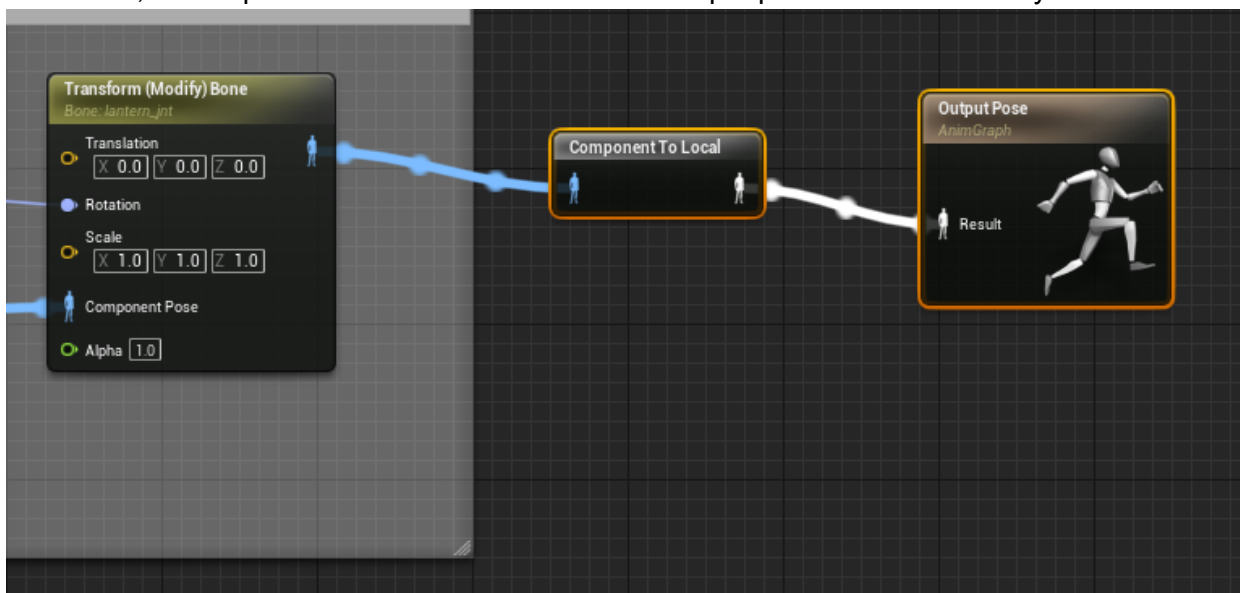 Transform (Modify) Bone
Bone: lantern_jnt
Translation
X 0.0 Y 0.0 Z 0.0
Rotation
Scale
X 1.0 Y 1.0 Z 1.0
Component Pose
Alpha 1.0
Component To Local
Output Pose
AnimGraph
Result